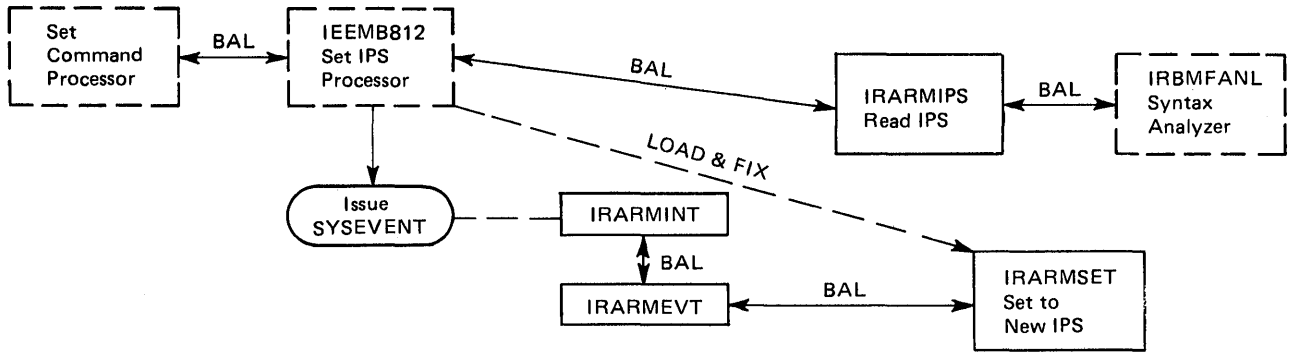 Set
Command
Processor
BAL
IEEMB812
Set IPS
Processor
BAL
IRARMIPS
Read IPS
BAL
IRBMFANL
Syntax
Analyzer
LOAD & FIX
Issue
SYSEVENT
IRARMINT
BAL
IRARMEVT
BAL
IRARMSET
Set to
New IPS